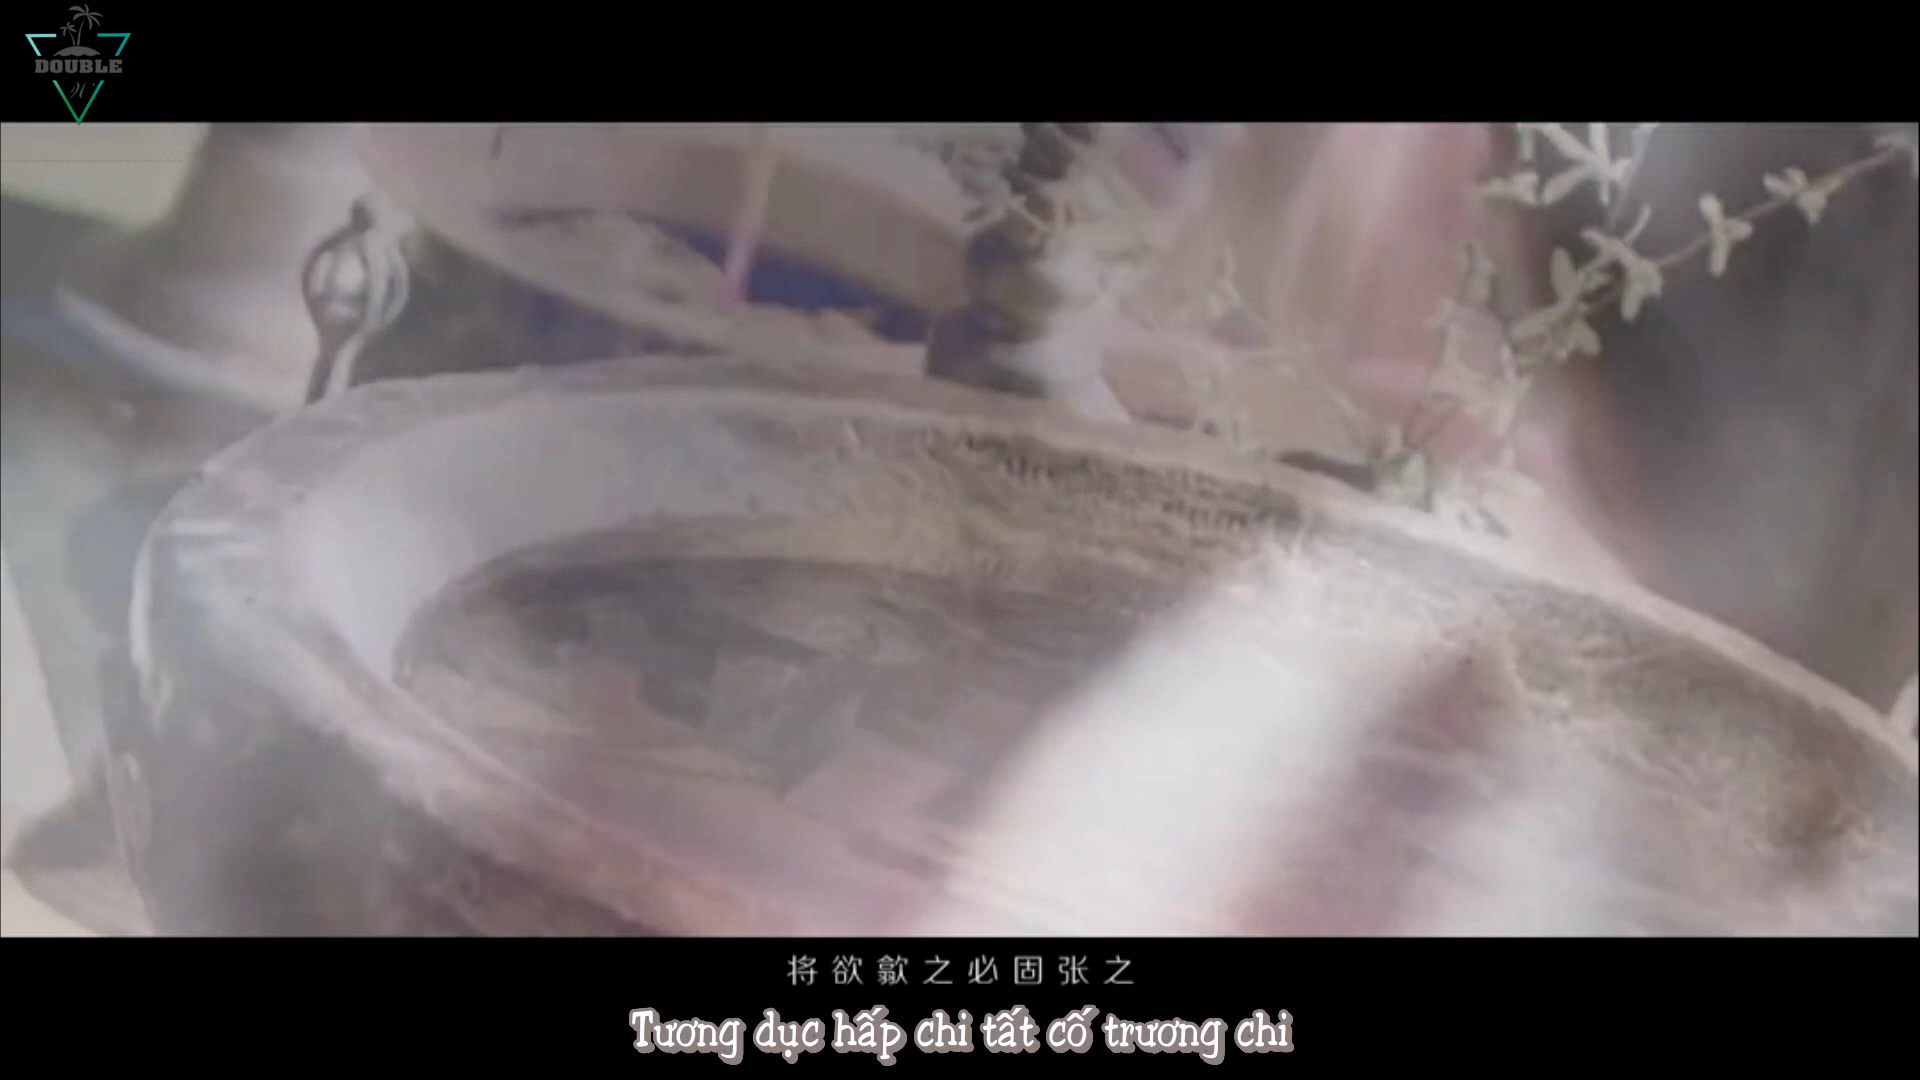 DOUBLE
将欲歙之必固张之
Tương dục hấp chi tất cố trương chi